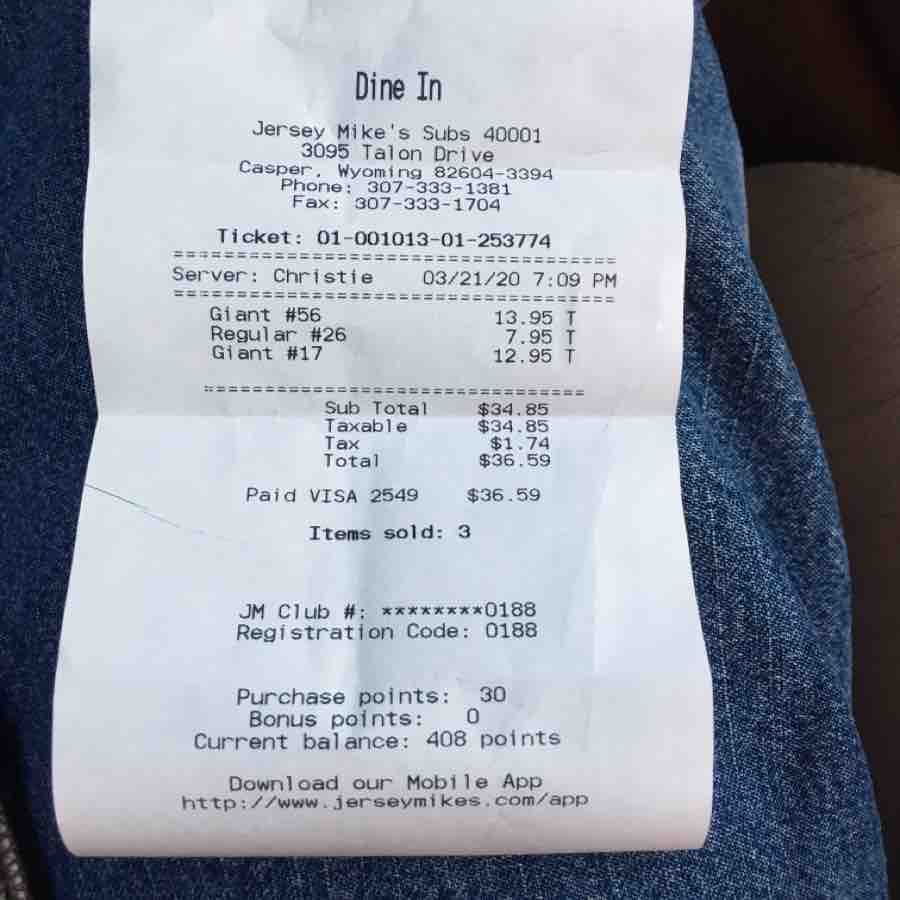 Dine In
Jersey Mike's Subs 40001
3095 Talon Drive
Casper, Wyoming 82604-3394
Phone: 307-333-1381
Fax: 307-333-1704
Ticket: 01-001013-01-253774
===================================
Server: Christie 03/21/20 7:09 PM
===================================
Giant #56 13.95 T
Regular #26 7.95 T
Giant #17 12.95 T
===================================
Sub Total $34.85
Taxable $34.85
Tax $1.74
Total $36.59
Paid VISA 2549 $36.59
Items sold: 3
JM Club #: ********0188
Registration Code: 0188
Purchase points: 30
Bonus points: 0
Current balance: 408 points
Download our Mobile App
http://www.jerseymikes.com/app